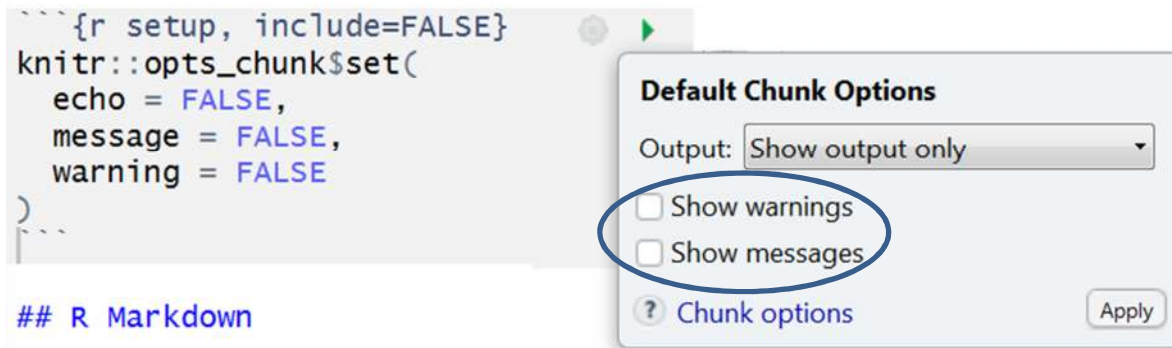 ```{r setup, include=FALSE}
knitr::opts_chunk$set(
  echo = FALSE,
  message = FALSE,
  warning = FALSE
)
```
## R Markdown
Default Chunk Options
Output: Show output only
Show warnings
Show messages
? Chunk options
Apply